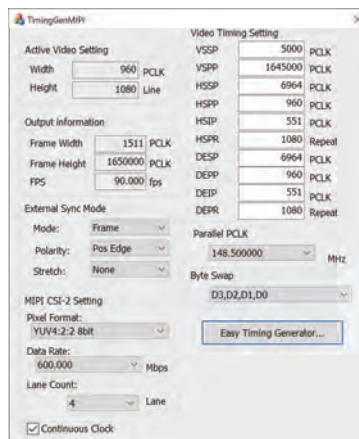 TimingGenMIPI
Active Video Setting
Width 960 PCLK
Height 1080 Line
Output information
Frame Width 1511 PCLK
Frame Height 1650000 PCLK
FPS 90.000 fps
External Sync Mode
Mode: Frame
Polarity: Pos Edge
Stretch: None
MIPI CSI-2 Setting
Pixel Format:
YUV4:2:2 8bit
Data Rate:
600.000 Mbps
Lane Count:
4 Lane
Continuous Clock
Video Timing Setting
VSSP 5000 PCLK
VSPP 1645000 PCLK
HSSP 6964 PCLK
HSPP 960 PCLK
HSIP 551 PCLK
HSPR 1080 Repeat
DESP 6964 PCLK
DEPP 960 PCLK
DEIP 551 PCLK
DEPR 1080 Repeat
Parallel PCLK
148.500000 MHz
Byte Swap
D3,D2,D1,D0
Easy Timing Generator...